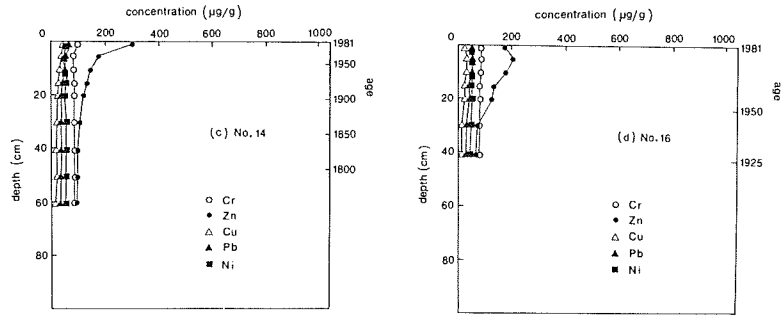 concentration (µg/g)
0 200 400 600 800 1000
1981
1950
1900
1850
1800
age
20
40
60
80
depth (cm)
(c) No.14
Cr
Zn
Cu
Pb
Ni
concentration (µg/g)
0 200 400 600 800 1000
1981
1950
1925
age
20
40
60
80
depth (cm)
(d) No.16
Cr
Zn
Cu
Pb
Ni